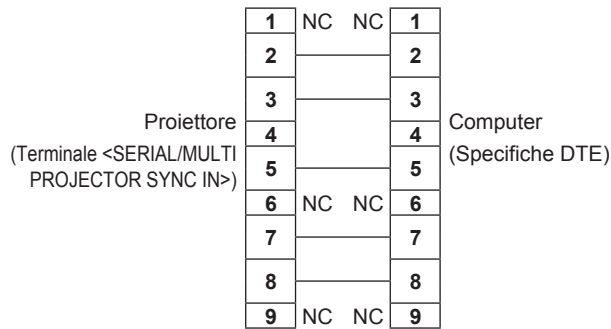 1 NC NC 1
2 2
3 3
Proiettore
4 4
Computer
(Terminale <SERIAL/MULTI
PROJECTOR SYNC IN>)
(Specifiche DTE)
5 5
6 NC NC 6
7 7
8 8
9 NC NC 9